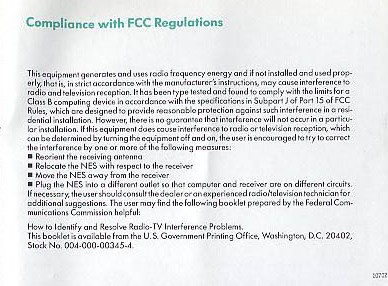 Compliance with FCC Regulations
This equipment generates and uses radio frequency energy and if not installed and used prop-
erly, that is, in strict accordance with the manufacturer's instructions, may cause interference to
radio and television reception. It has been type tested and found to comply with the limits for a
Class B computing device in accordance with the specifications in Subpart J of Part 15 of FCC
Rules, which are designed to provide reasonable protection against such interference in a resi-
dential installation. However, there is no guarantee that interference will not occur in a particu-
lar installation. If this equipment does cause interference to radio or television reception, which
can be determined by turning the equipment off and on, the user is encouraged to try to correct
the interference by one or more of the following measures:
■ Reorient the receiving antenna
■ Relocate the NES with respect to the receiver
■ Move the NES away from the receiver
■ Plug the NES into a different outlet so that computer and receiver are on different circuits.
If necessary, the user should consult the dealer or an experienced radio/television technician for
additional suggestions. The user may find the following booklet prepared by the Federal Com-
munications Commission helpful:
How to Identify and Resolve Radio-TV Interference Problems.
This booklet is available from the U.S. Government Printing Office, Washington, D.C. 20402,
Stock No. 004-000-00345-4.